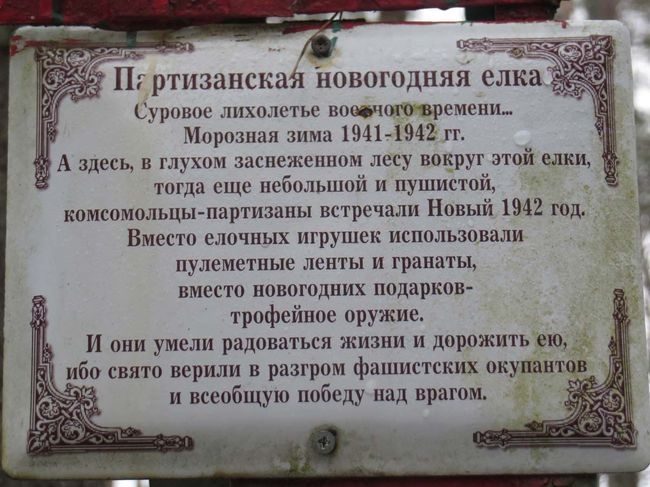 Партизанская новогодняя елка
Суровое лихолетье военного времени...
Морозная зима 1941-1942 гг.
А здесь, в глухом заснеженном лесу вокруг этой елки,
тогда еще небольшой и пушистой,
комсомольцы-партизаны встречали Новый 1942 год.
Вместо елочных игрушек использовали
пулеметные ленты и гранаты,
вместо новогодних подарков-
трофейное оружие.
И они умели радоваться жизни и дорожить ею,
ибо свято верили в разгром фашистских окупантов
и всеобщую победу над врагом.